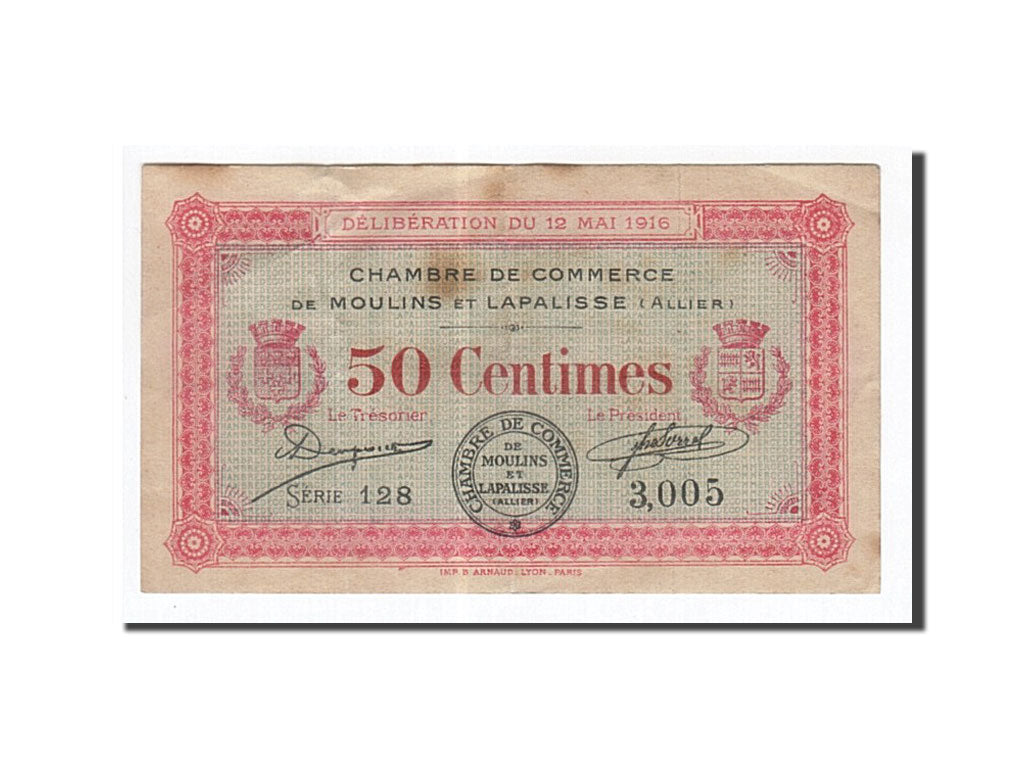 DÉLIBÉRATION DU 12 MAI 1916
CHAMBRE DE COMMERCE
DE MOULINS ET LAPALISSE (ALLIER)
50 Centimes
Le Trésorier
Le Président
CHAMBRE DE COMMERCE
DE
MOULINS
ET
LAPALISSE
(ALLIER)
SÉRIE 128
3,005
IMP. B. ARNAUD. LYON - PARIS